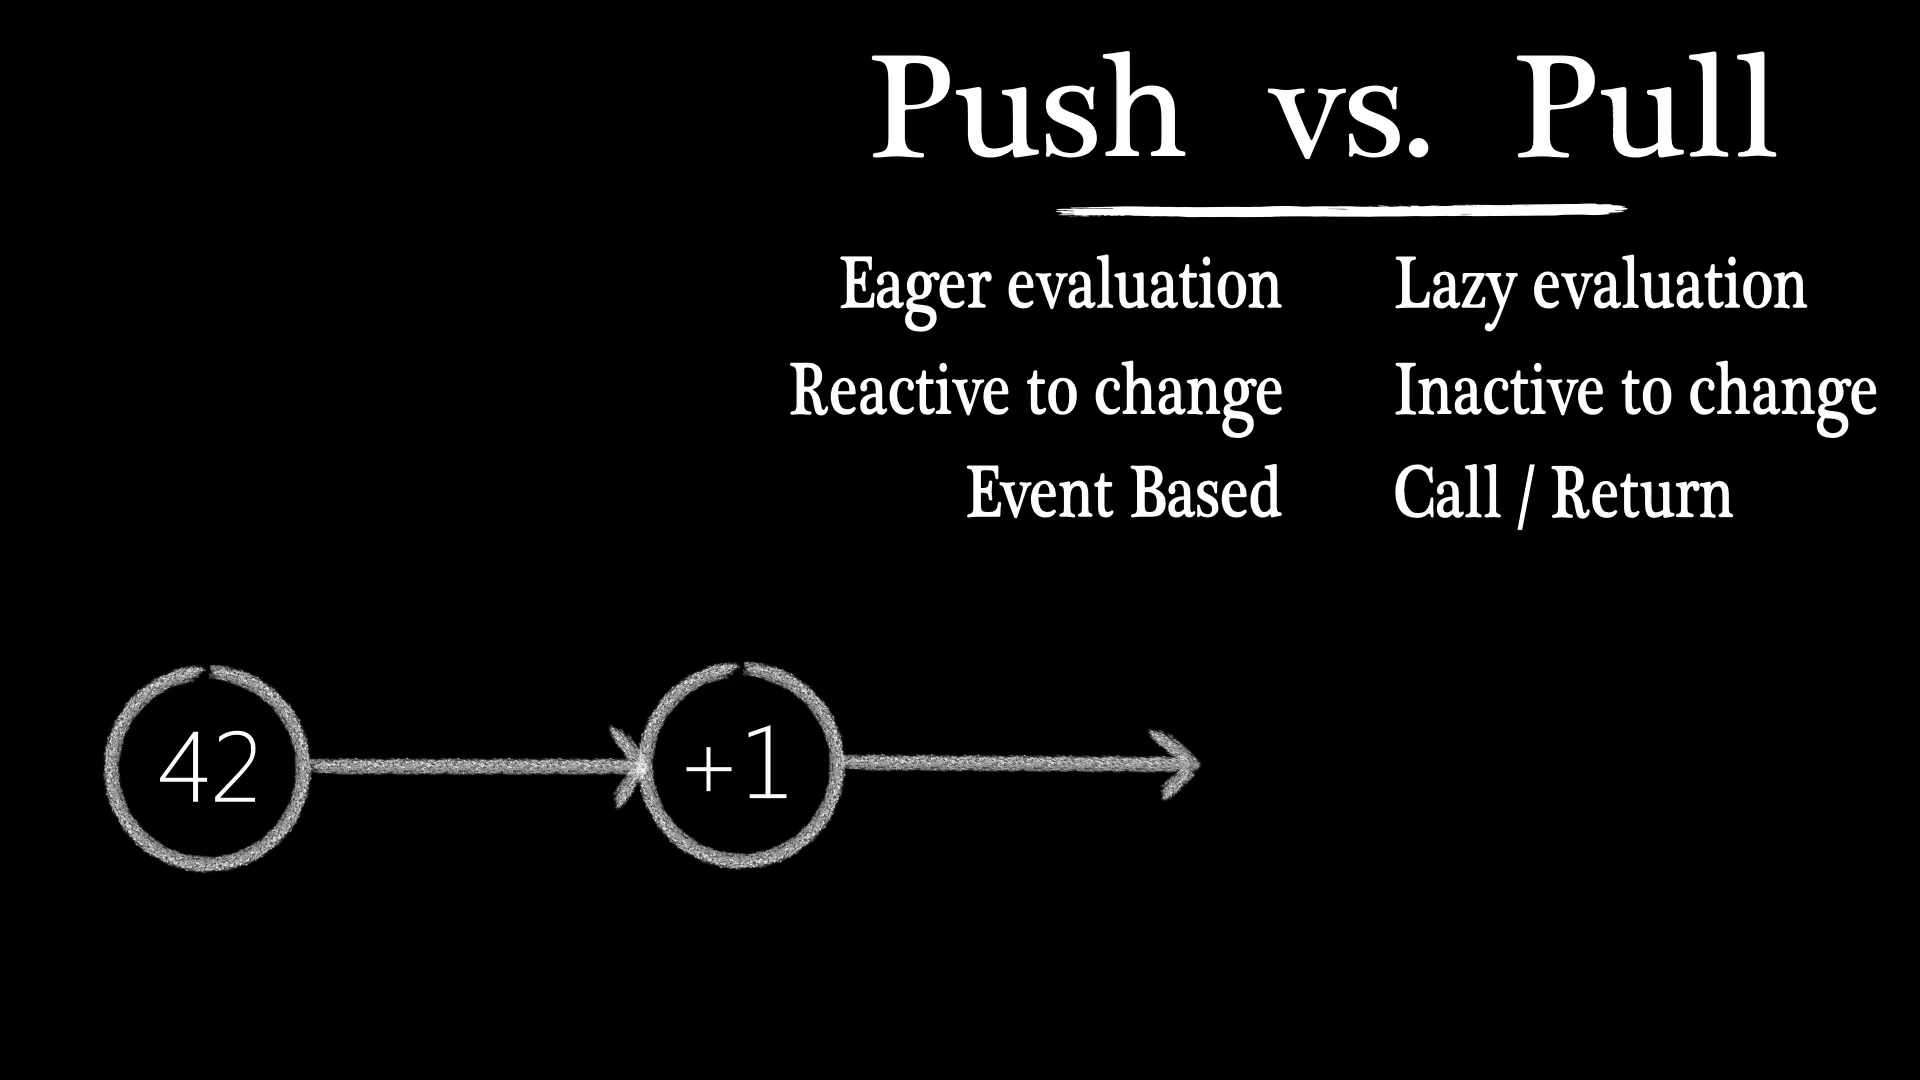 Push vs. Pull
Eager evaluation Lazy evaluation
Reactive to change Inactive to change
Event Based Call / Return
42 +1